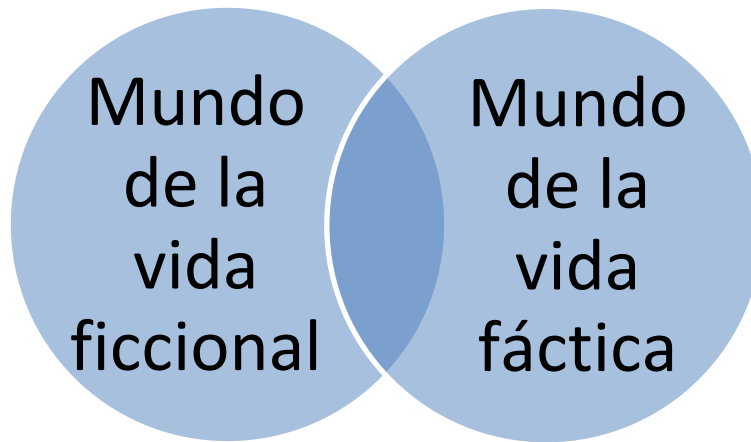 Mundo
de la
vida
ficcional
Mundo
de la
vida
fáctica